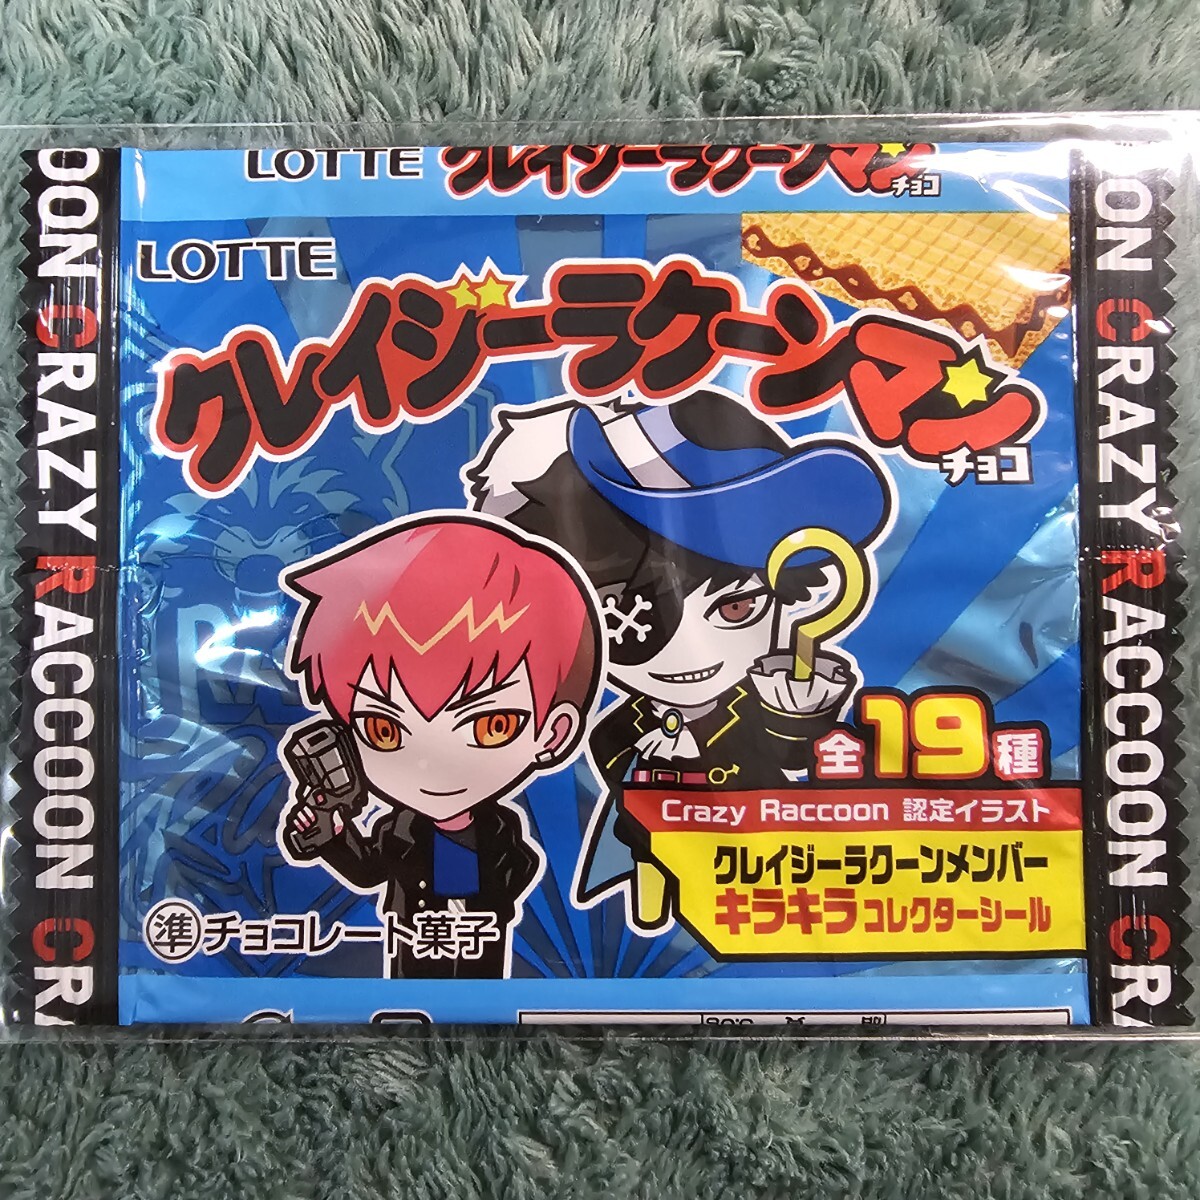 LOTTE クレイジーラクーンマン
チョコ
LOTTE
クレイジーラクーンマン
チョコ
全19種
Crazy Raccoon 認定イラスト
クレイジーラクーンメンバー
キラキラコレクターシール
準チョコレート菓子
OON CRAZY RACCOON CRA
OON CRAZY RACCOON CRA